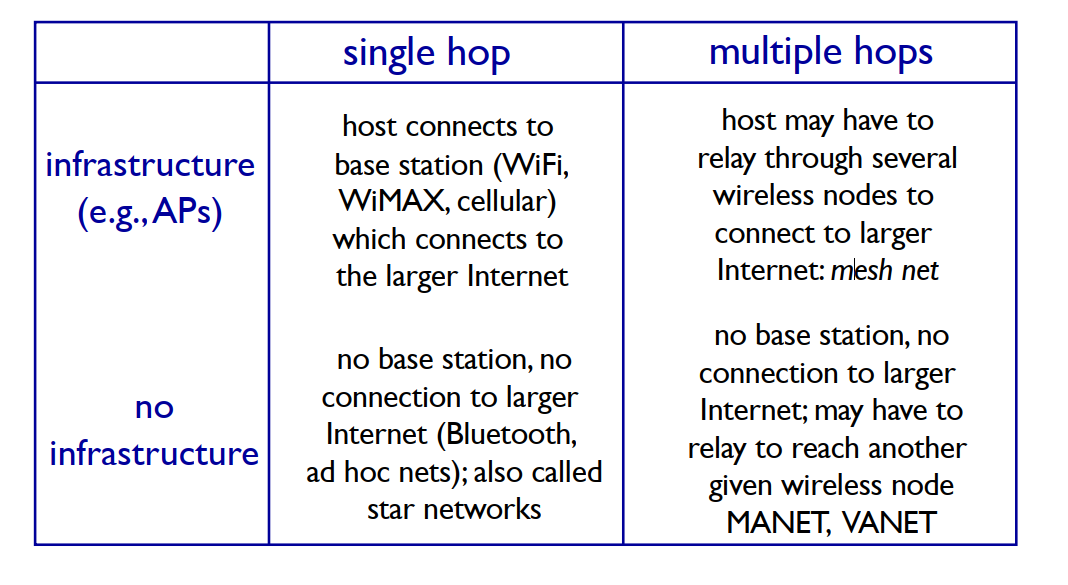 single hop
multiple hops
infrastructure
(e.g., APs)
host connects to
base station (WiFi,
WiMAX, cellular)
which connects to
the larger Internet
host may have to
relay through several
wireless nodes to
connect to larger
Internet: mesh net
no
infrastructure
no base station, no
connection to larger
Internet (Bluetooth,
ad hoc nets); also called
star networks
no base station, no
connection to larger
Internet; may have to
relay to reach another
given wireless node
MANET, VANET